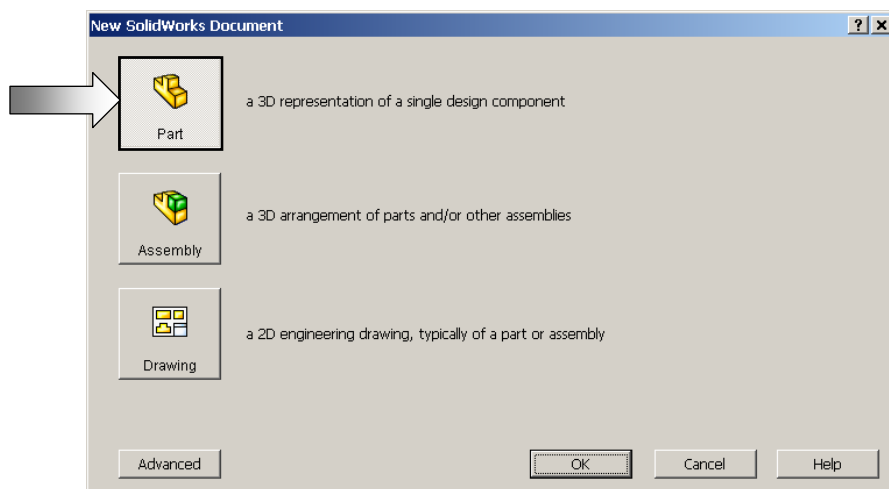 New SolidWorks Document
a 3D representation of a single design component
Part
a 3D arrangement of parts and/or other assemblies
Assembly
a 2D engineering drawing, typically of a part or assembly
Drawing
Advanced OK Cancel Help